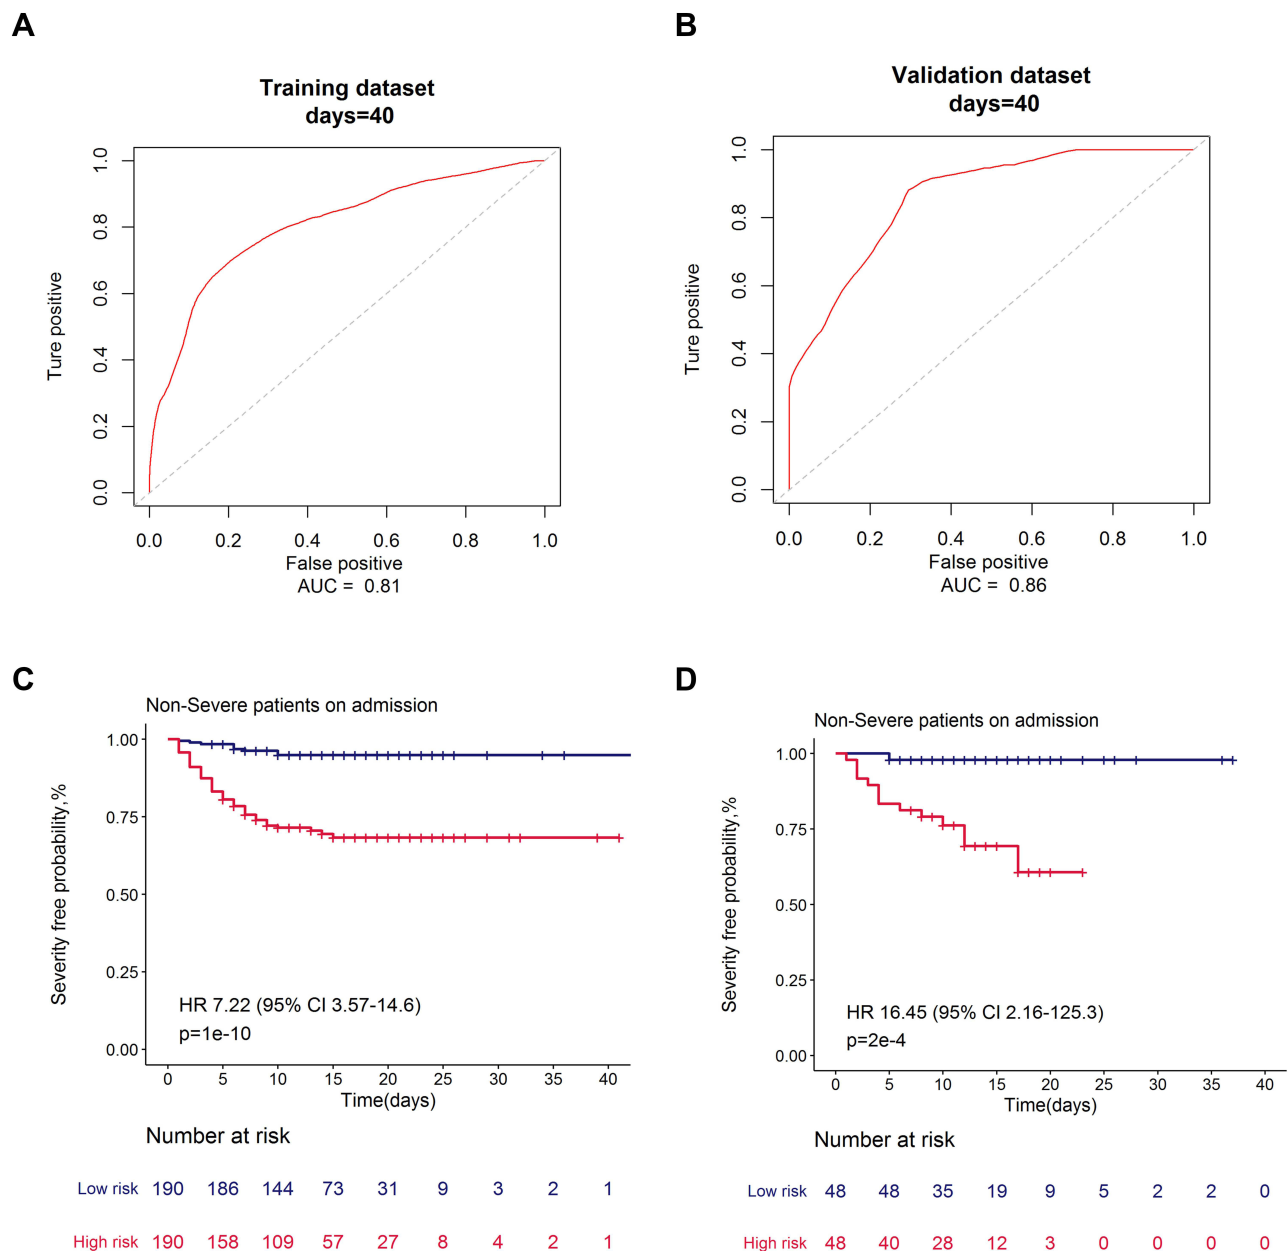 A
Training dataset
days=40
Ture positive
1.0
0.8
0.6
0.4
0.2
0.0
0.0 0.2 0.4 0.6 0.8 1.0
False positive
AUC = 0.81
B
Validation dataset
days=40
Ture positive
1.0
0.8
0.6
0.4
0.2
0.0
0.0 0.2 0.4 0.6 0.8 1.0
False positive
AUC = 0.86
C
Non-Severe patients on admission
Severity free probability,%
1.00
0.75
0.50
0.25
0.00
HR 7.22 (95% CI 3.57-14.6)
p=1e-10
0 5 10 15 20 25 30 35 40
Time(days)
Number at risk
Low risk 190 186 144 73 31 9 3 2 1
High risk 190 158 109 57 27 8 4 2 1
D
Non-Severe patients on admission
Severity free probability,%
1.00
0.75
0.50
0.25
0.00
HR 16.45 (95% CI 2.16-125.3)
p=2e-4
0 5 10 15 20 25 30 35 40
Time(days)
Number at risk
Low risk 48 48 35 19 9 5 2 2 0
High risk 48 40 28 12 3 0 0 0 0